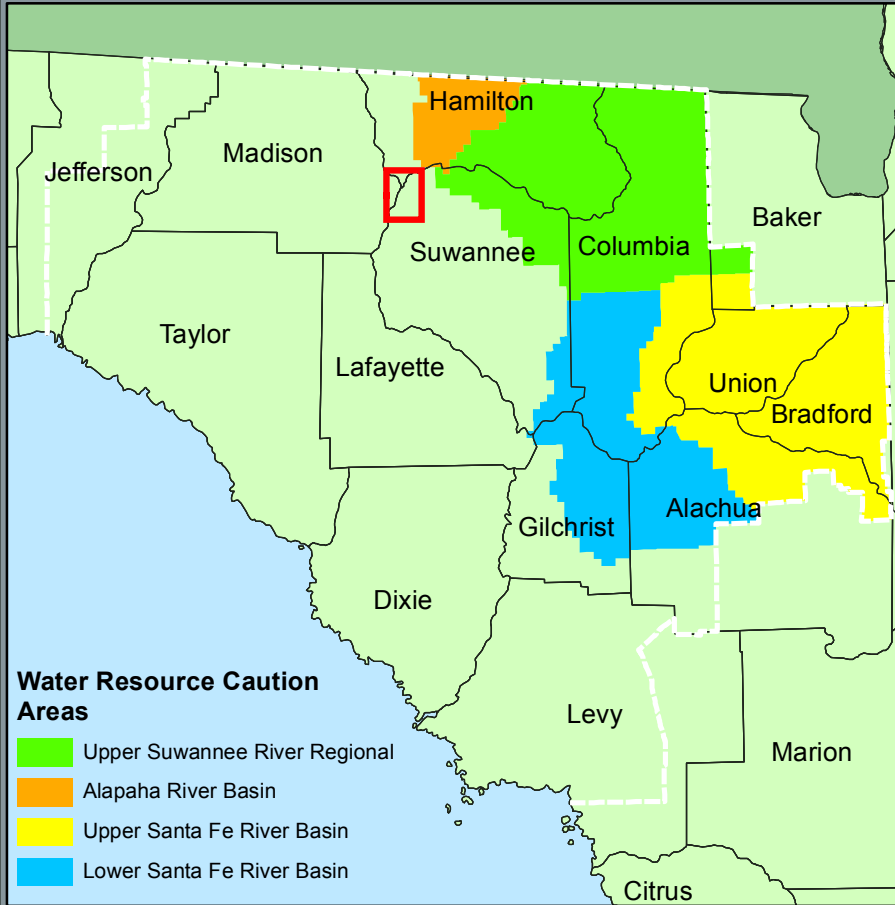 Hamilton
Madison
Jefferson
Baker
Suwannee
Columbia
Taylor
Lafayette
Union
Bradford
Alachua
Gilchrist
Dixie
Levy
Marion
Citrus
Water Resource Caution
Areas
Upper Suwannee River Regional
Alapaha River Basin
Upper Santa Fe River Basin
Lower Santa Fe River Basin